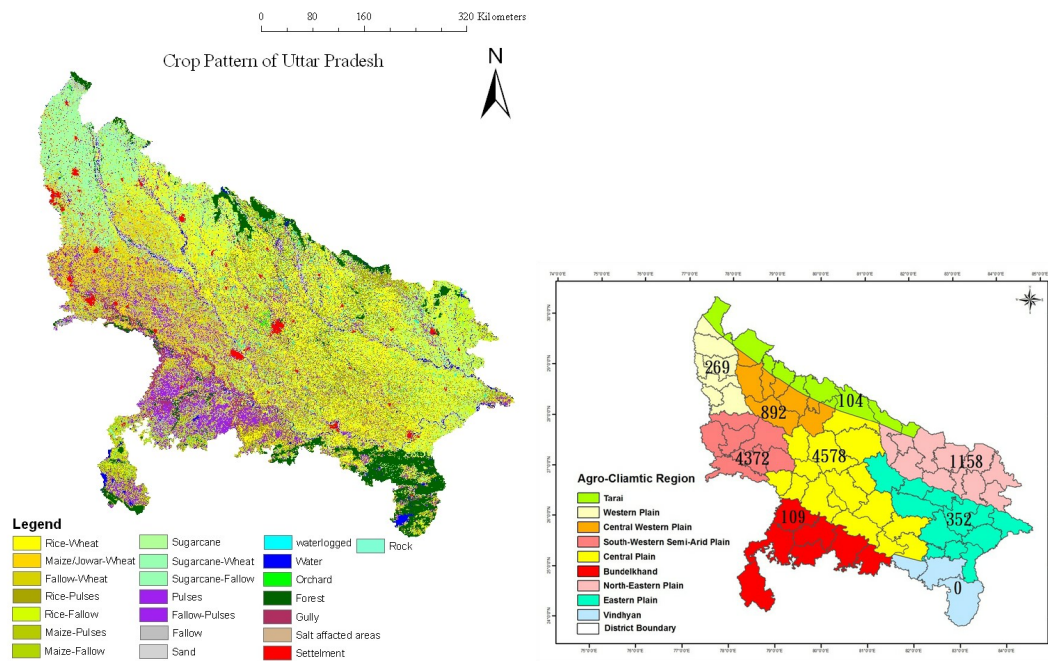 0 80 160 320 Kilometers
Crop Pattern of Uttar Pradesh
N
Legend
Rice-Wheat
Maize/Jowar-Wheat
Fallow-Wheat
Rice-Pulses
Rice-Fallow
Maize-Pulses
Maize-Fallow
Sugarcane
Sugarcane-Wheat
Sugarcane-Fallow
Pulses
Fallow-Pulses
Fallow
Sand
waterlogged
Water
Orchard
Forest
Gully
Salt affacted areas
Settelment
Rock
269
104
892
4372
4578
1158
352
109
0
Agro-Cliamtic Region
Tarai
Western Plain
Central Western Plain
South-Western Semi-Arid Plain
Central Plain
Bundelkhand
North-Eastern Plain
Eastern Plain
Vindhyan
District Boundary